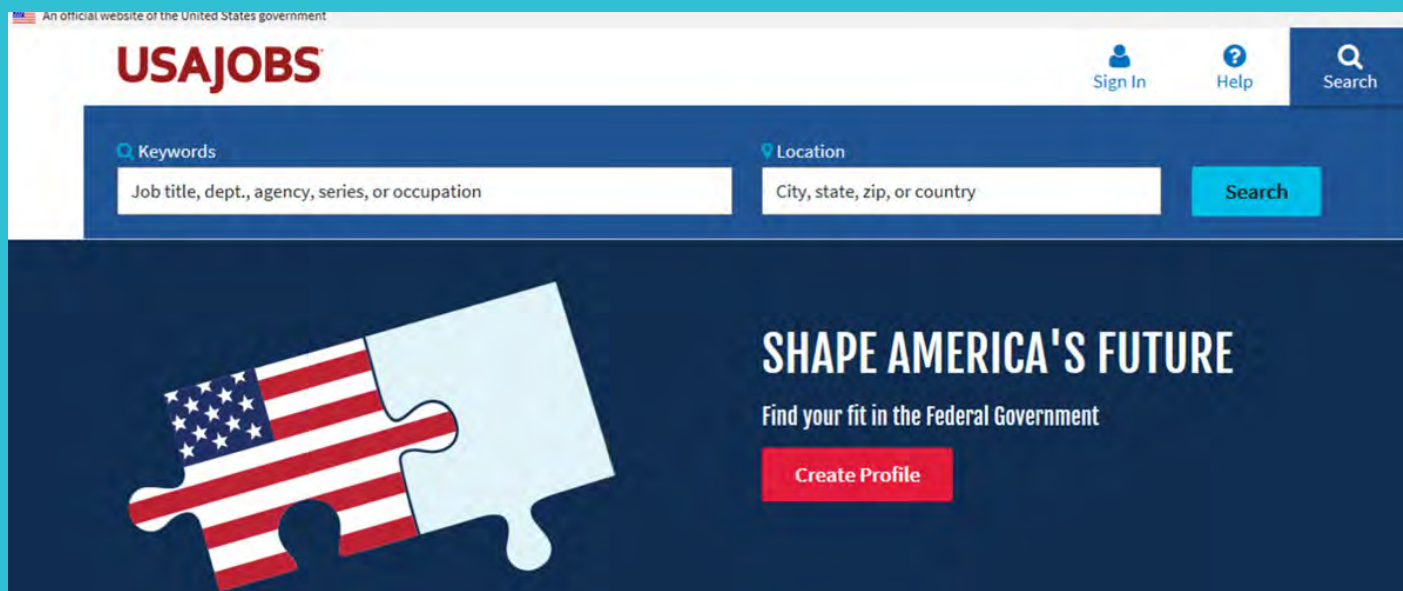 An official website of the United States government
USAJOBS
Sign In
Help
Search
Keywords
Location
Job title, dept., agency, series, or occupation
City, state, zip, or country
Search
SHAPE AMERICA'S FUTURE
Find your fit in the Federal Government
Create Profile